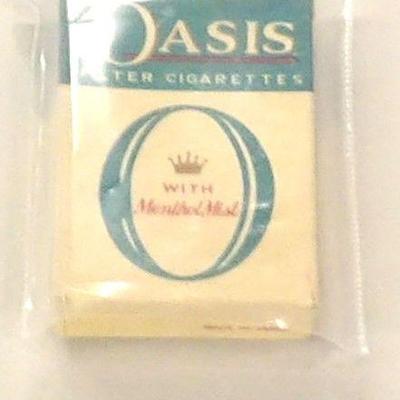 OASIS
FILTER CIGARETTES
WITH
Menthol Mist